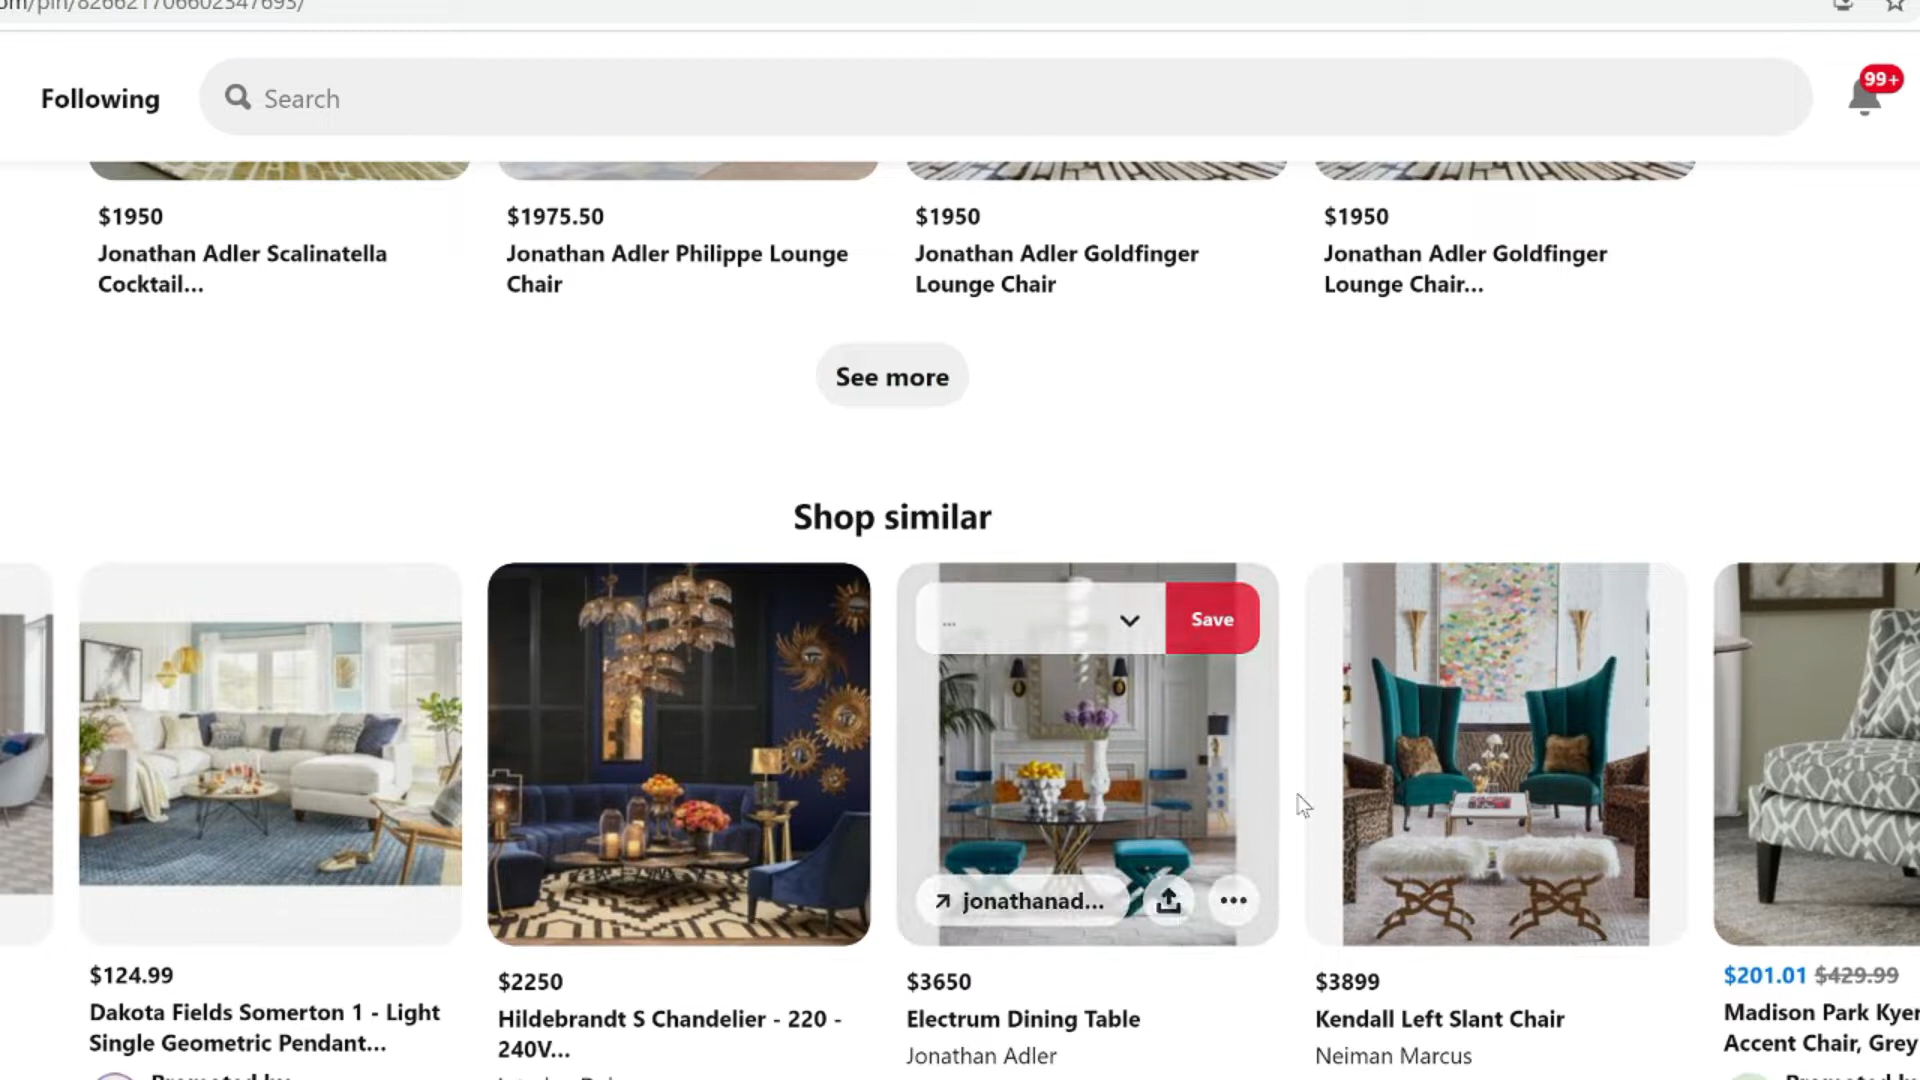 99+
Following
Search
$1950
$1975.50
$1950
$1950
Jonathan Adler Scalinatella
Cocktail...
Jonathan Adler Philippe Lounge
Chair
Jonathan Adler Goldfinger
Lounge Chair
Jonathan Adler Goldfinger
Lounge Chair...
See more
Shop similar
...
Save
jonathanad...
$124.99
Dakota Fields Somerton 1 - Light
Single Geometric Pendant...
$2250
Hildebrandt S Chandelier - 220 -
240V...
$3650
Electrum Dining Table
Jonathan Adler
$3899
Kendall Left Slant Chair
Neiman Marcus
$201.01 $429.99
Madison Park Kyer
Accent Chair, Grey